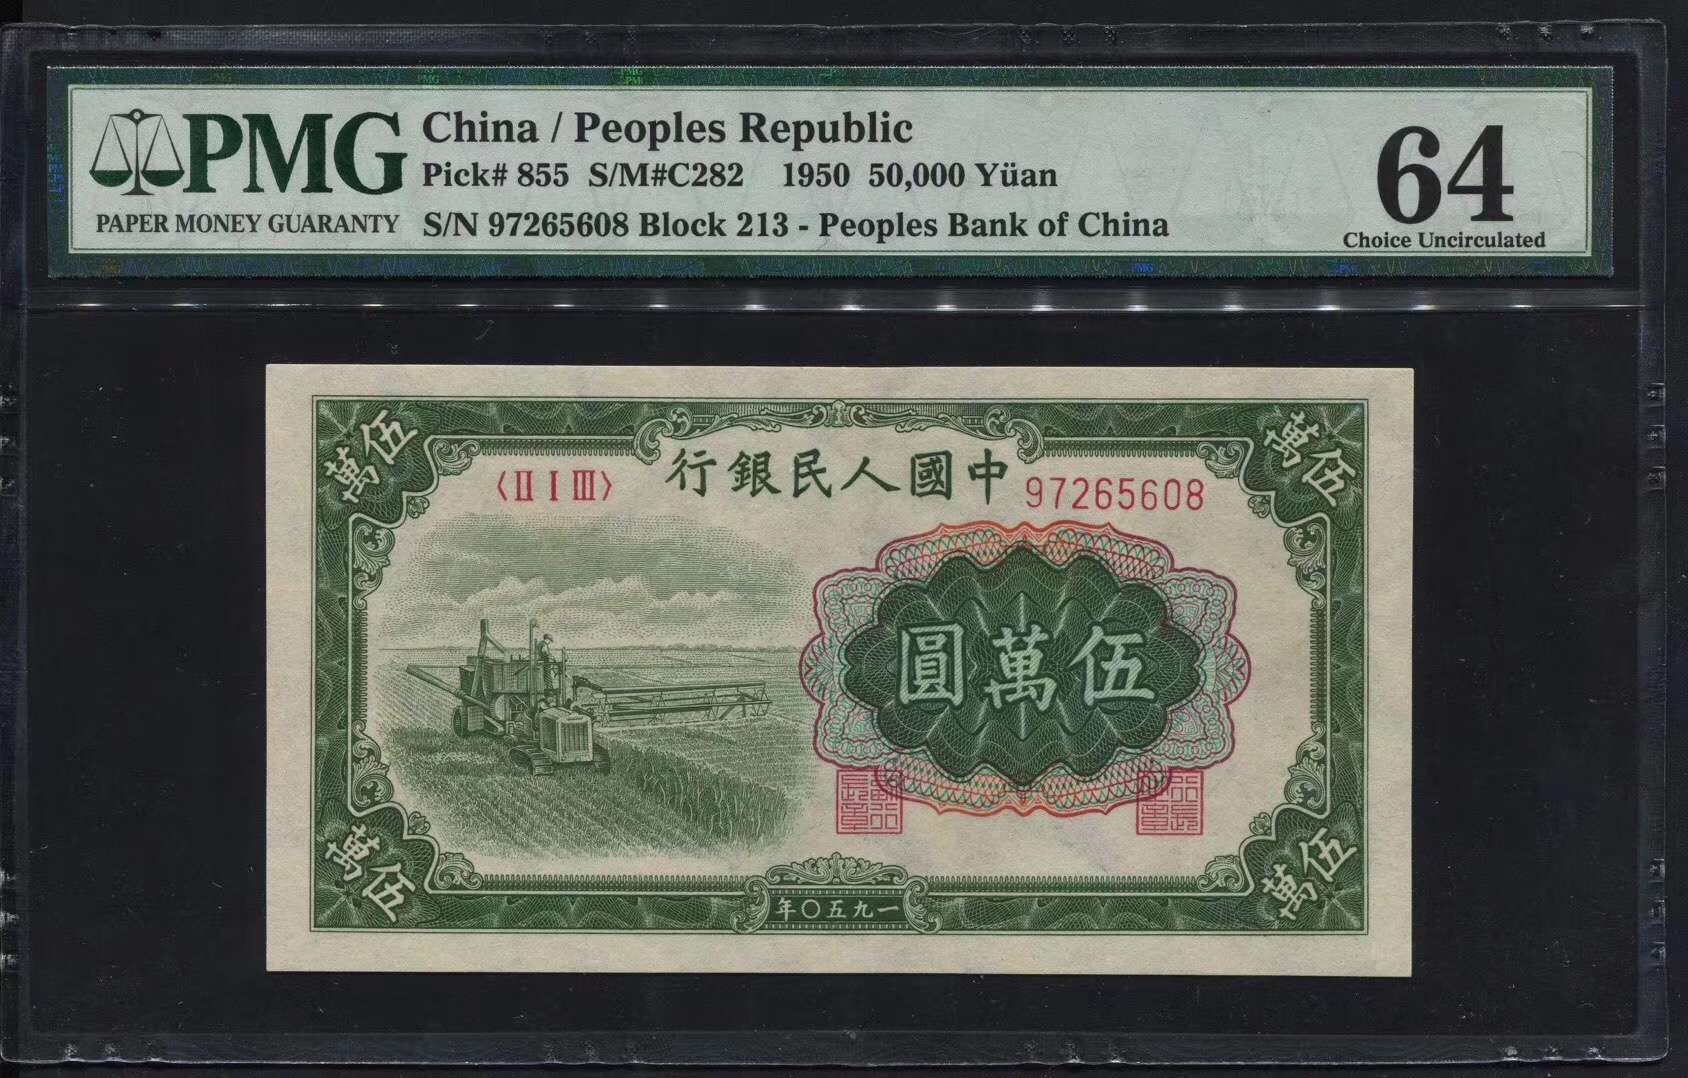 PMG
PAPER MONEY GUARANTY
China / Peoples Republic
Pick# 855 S/M#C282 1950 50,000 Yüan
S/N 97265608 Block 213 - Peoples Bank of China
64
Choice Uncirculated
伍萬
伍萬
中國人民銀行
〈II I III〉
97265608
伍萬圓
伍萬
伍萬
一九五〇年